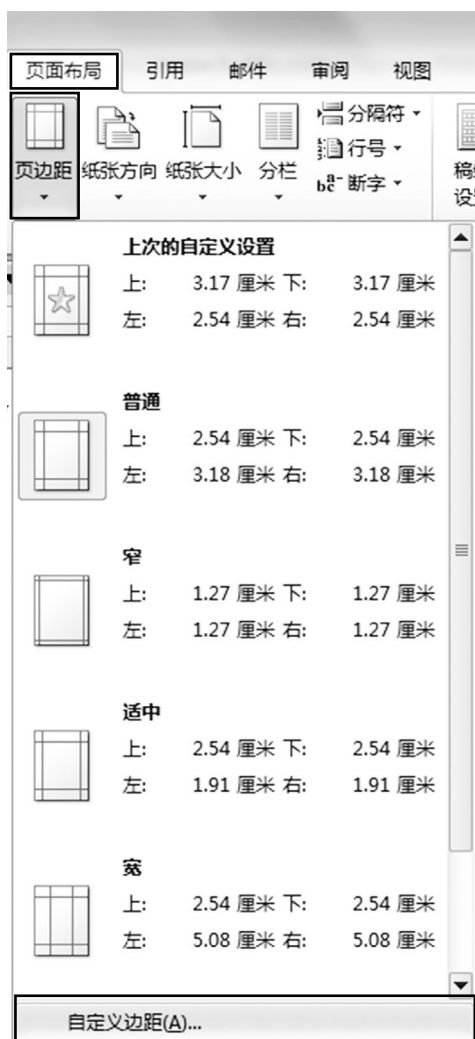 页面布局 引用 邮件 审阅 视图
页边距 纸张方向 纸张大小 分栏
分隔符
行号
断字
上次的自定义设置
上: 3.17 厘米 下: 3.17 厘米
左: 2.54 厘米 右: 2.54 厘米
普通
上: 2.54 厘米 下: 2.54 厘米
左: 3.18 厘米 右: 3.18 厘米
窄
上: 1.27 厘米 下: 1.27 厘米
左: 1.27 厘米 右: 1.27 厘米
适中
上: 2.54 厘米 下: 2.54 厘米
左: 1.91 厘米 右: 1.91 厘米
宽
上: 2.54 厘米 下: 2.54 厘米
左: 5.08 厘米 右: 5.08 厘米
自定义边距(A)...